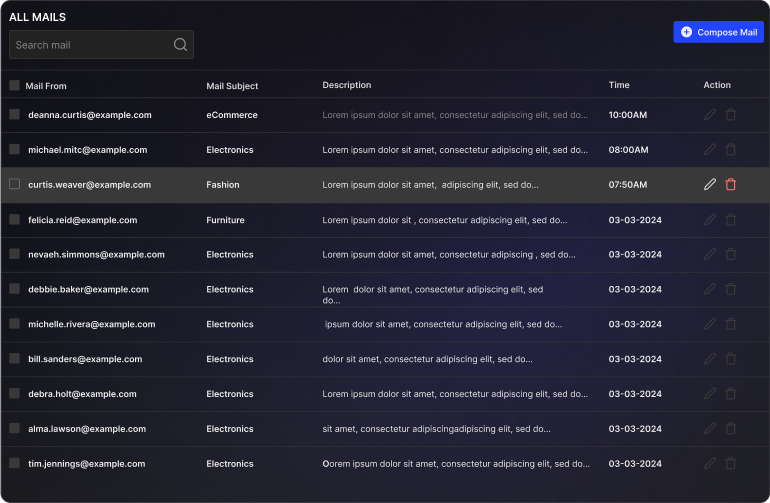 ALL MAILS
Search mail
Compose Mail
Mail From Mail Subject Description Time Action
deanna.curtis@example.com eCommerce Lorem ipsum dolor sit amet, consectetur adipiscing elit, sed do... 10:00AM
michael.mitc@example.com Electronics Lorem ipsum dolor sit amet, consectetur adipiscing elit, sed do... 08:00AM
curtis.weaver@example.com Fashion Lorem ipsum dolor sit amet, adipiscing elit, sed do... 07:50AM
felicia.reid@example.com Furniture Lorem ipsum dolor sit , consectetur adipiscing elit, sed do... 03-03-2024
nevaeh.simmons@example.com Electronics Lorem ipsum dolor sit amet, consectetur adipiscing , sed do... 03-03-2024
debbie.baker@example.com Electronics Lorem dolor sit amet, consectetur adipiscing elit, sed 03-03-2024
do...
michelle.rivera@example.com Electronics ipsum dolor sit amet, consectetur adipiscing elit, sed do... 03-03-2024
bill.sanders@example.com Electronics dolor sit amet, consectetur adipiscing elit, sed do... 03-03-2024
debra.holt@example.com Electronics Lorem ipsum dolor sit amet, consectetur adipiscing elit, sed do... 03-03-2024
alma.lawson@example.com Electronics sit amet, consectetur adipiscingadipiscing elit, sed do... 03-03-2024
tim.jennings@example.com Electronics Oorem ipsum dolor sit amet, consectetur adipiscing elit, sed do... 03-03-2024